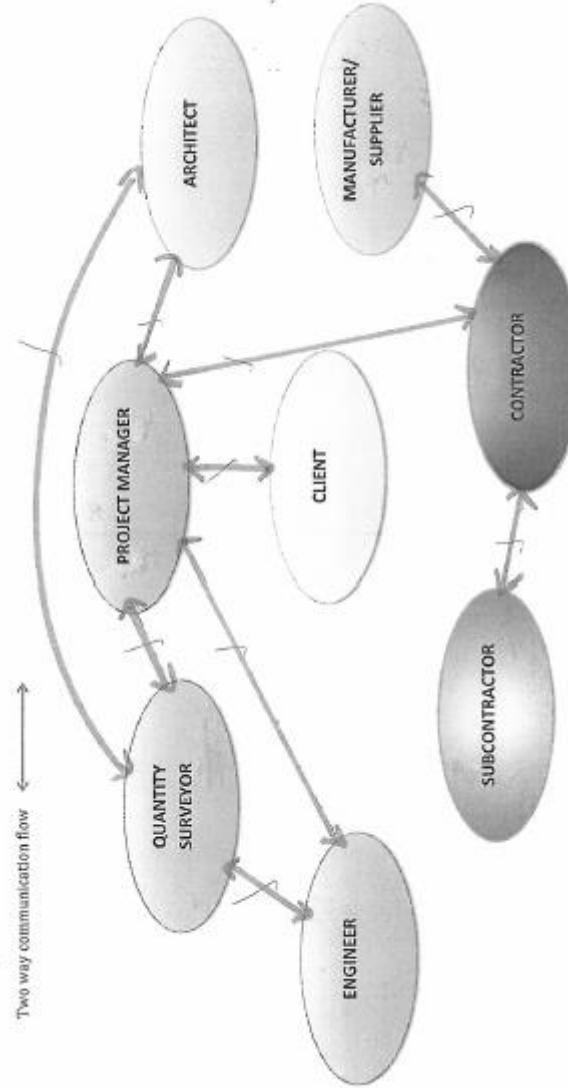 Two way communication flow
PROJECT MANAGER
ARCHITECT
QUANTITY
SURVEYOR
CLIENT
ENGINEER
MANUFACTURER/
SUPPLIER
SUBCONTRACTOR
CONTRACTOR